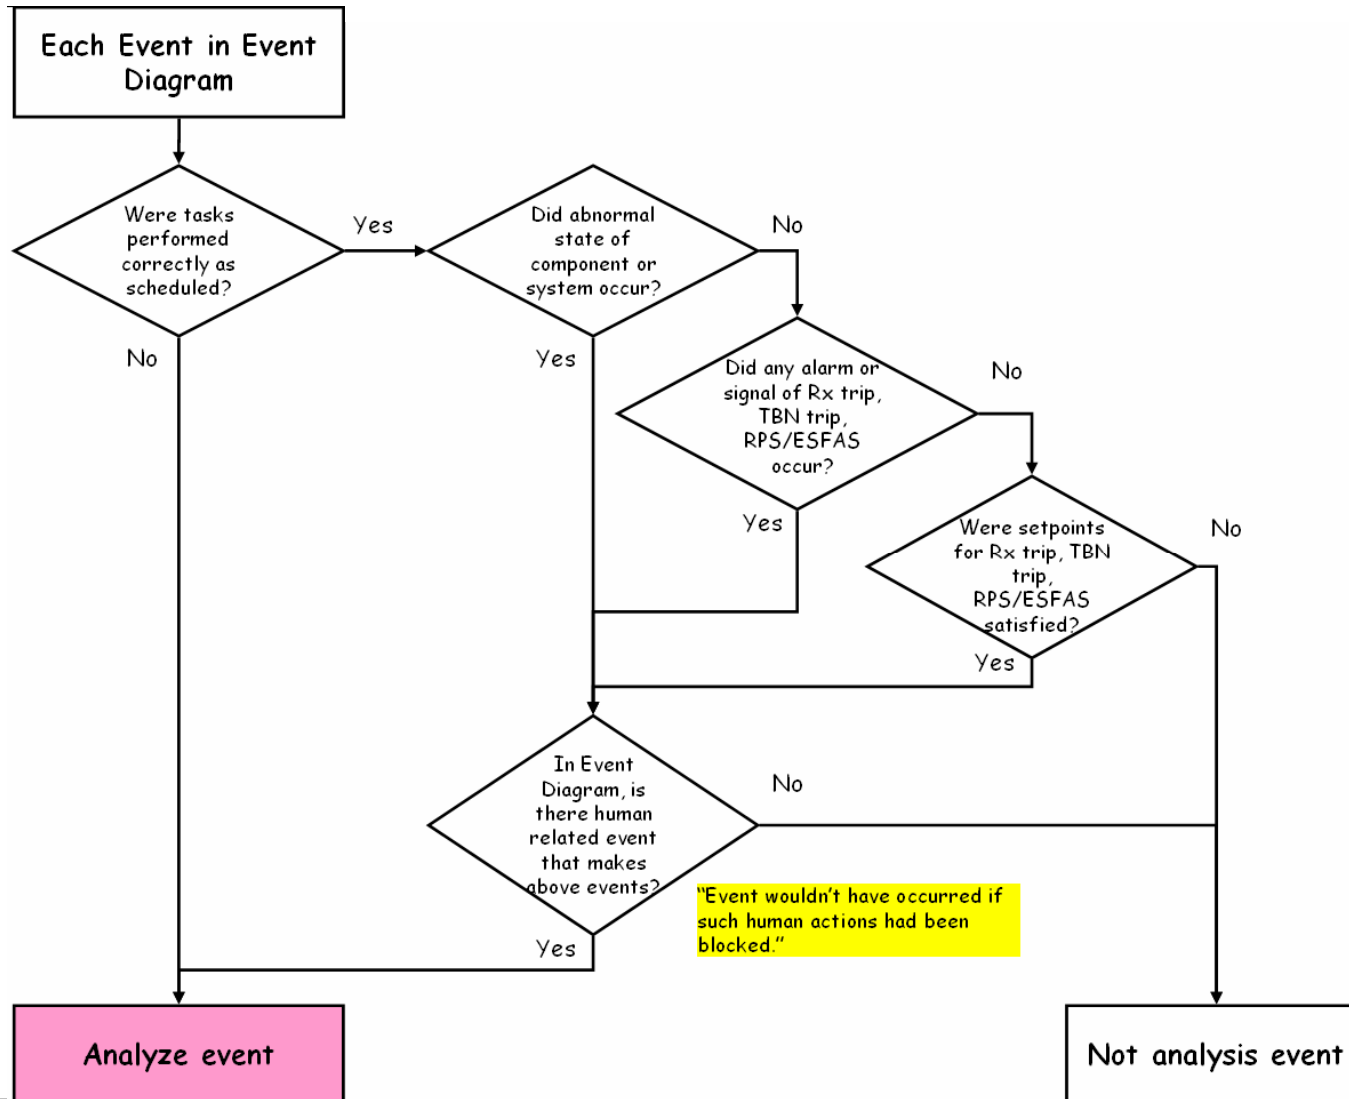 Each Event in Event
Diagram
Were tasks
performed
correctly as
scheduled?
Yes
No
Did abnormal
state of
component or
system occur?
No
Yes
Did any alarm or
signal of Rx trip,
TBN trip,
RPS/ESFAS
occur?
No
Yes
Were setpoints
for Rx trip, TBN
trip,
RPS/ESFAS
satisfied?
No
Yes
In Event
Diagram, is
there human
related event
that makes
above events?
No
Yes
"Event wouldn't have occurred if
such human actions had been
blocked."
Analyze event
Not analysis event